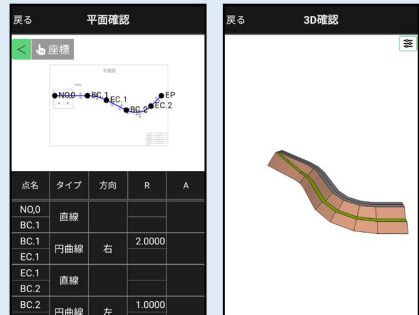 戻る 平面確認
< 座標
平面図
NO,0 BC.1 EC.1 BC.2 EC.2 EP
点名 タイプ 方向 R A
NO,0
直線
BC.1
BC.1 2.0000
円曲線 右
EC.1
EC.1
直線
BC.2
BC.2 1.0000
円曲線 左
戻る 3D確認